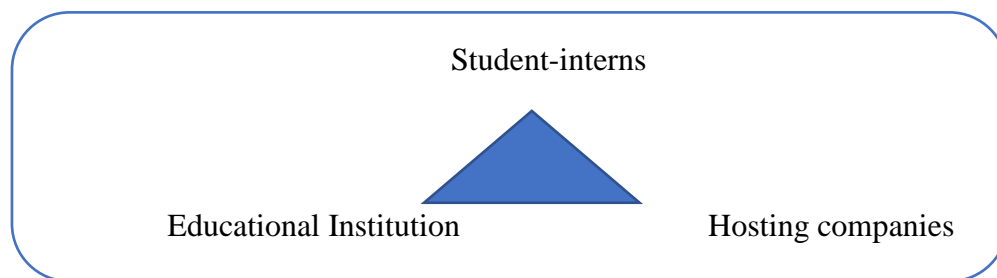 Student-interns
Educational Institution
Hosting companies